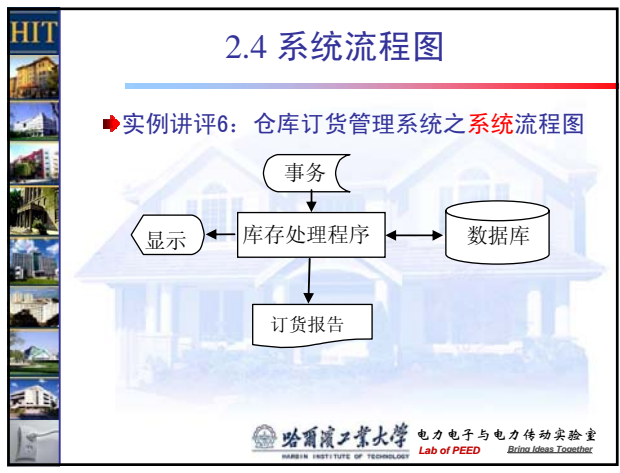 HIT
2.4 系统流程图
实例讲评6：仓库订货管理系统之系统流程图
事务
显示
库存处理程序
数据库
订货报告
哈尔滨工业大学
HARBIN INSTITUTE OF TECHNOLOGY
电力电子与电力传动实验室
Lab of PEED Bring Ideas Together